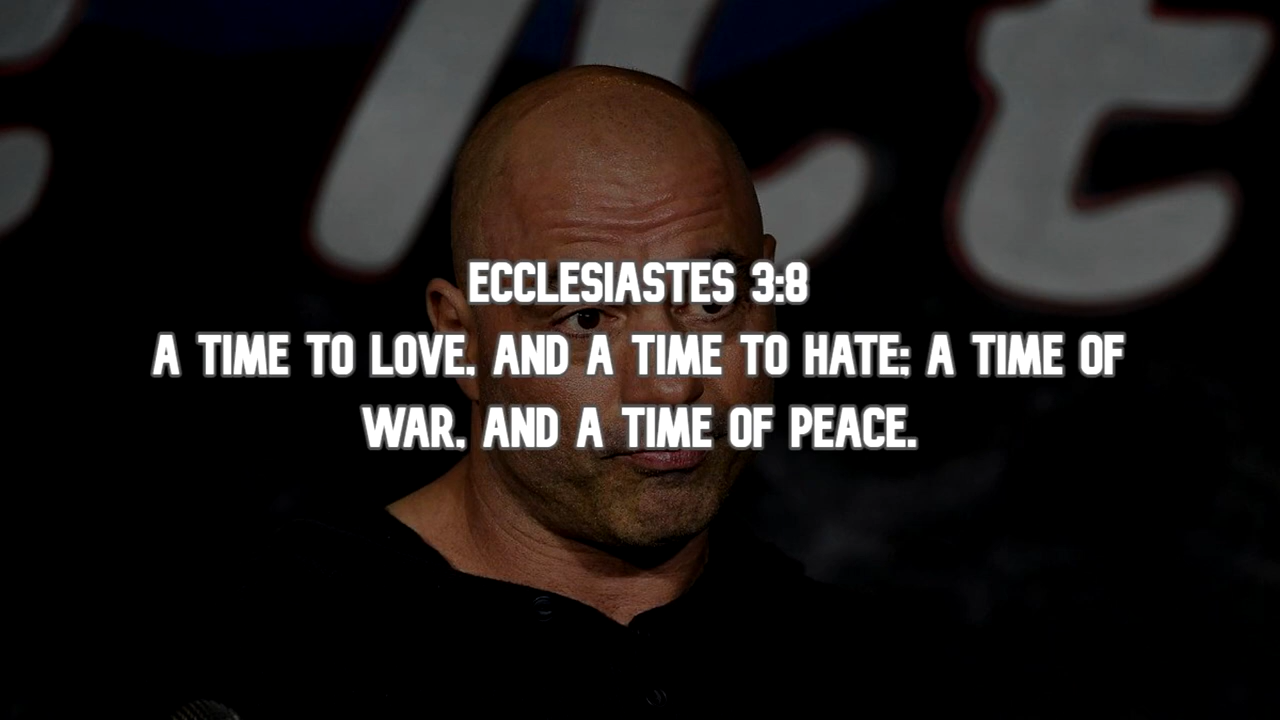 ECCLESIASTES 3:8
A TIME TO LOVE, AND A TIME TO HATE; A TIME OF
WAR, AND A TIME OF PEACE.